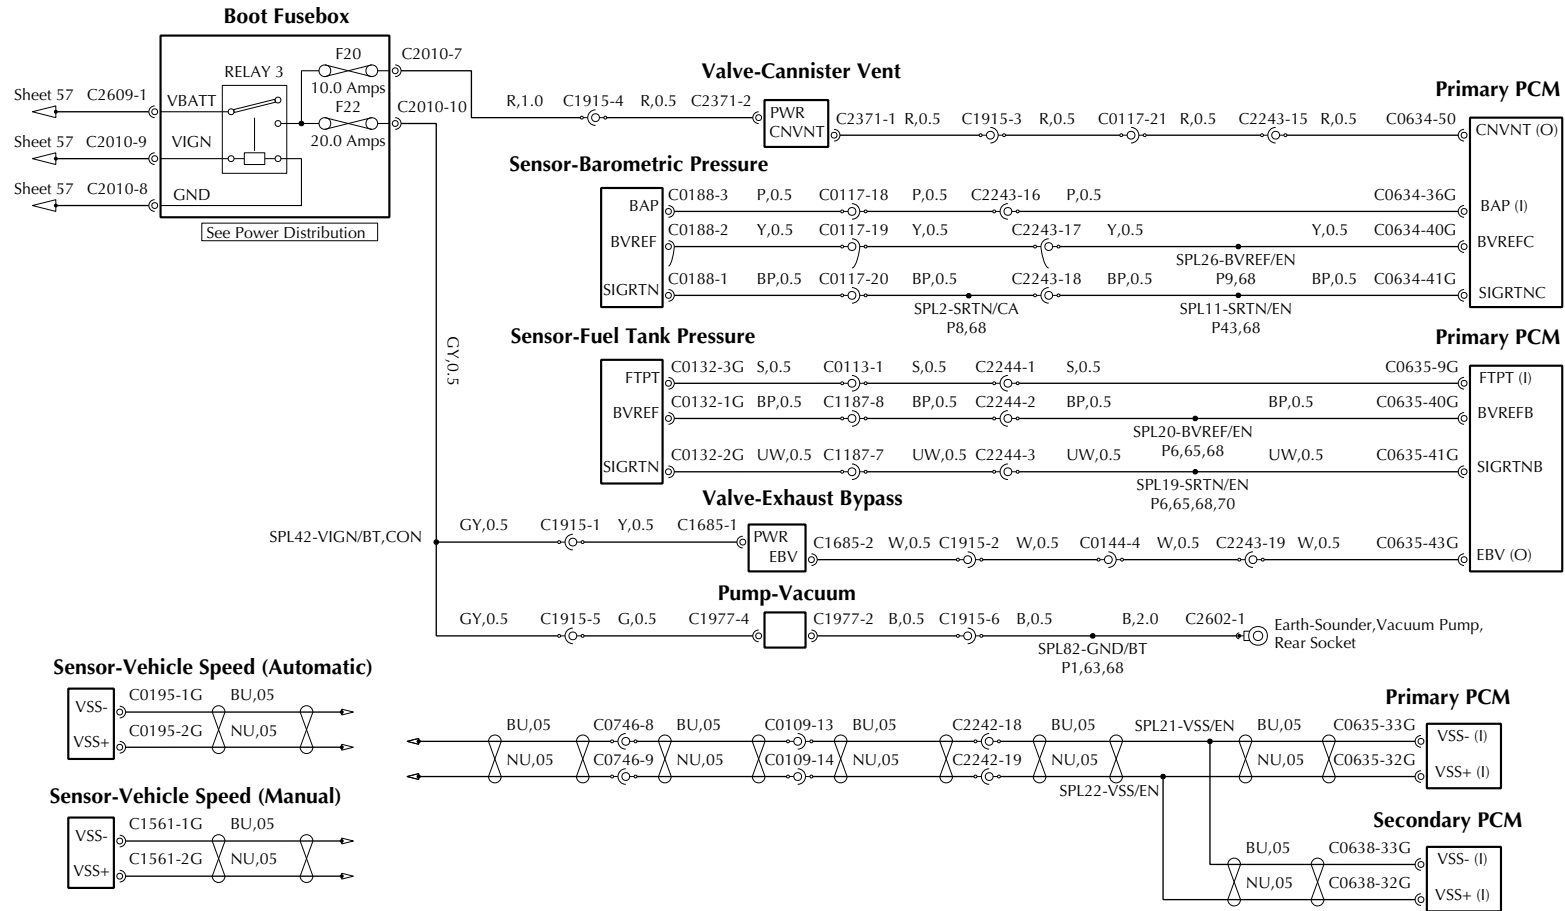 Boot Fusebox
F20
C2010-7
RELAY 3
10.0 Amps
Sheet 57 C2609-1
VBATT
F22
C2010-10
20.0 Amps
Sheet 57 C2010-9
VIGN
Sheet 57 C2010-8
GND
See Power Distribution
GY,0.5
Valve-Cannister Vent
R,1.0 C1915-4 R,0.5 C2371-2
PWR
CNVNT
C2371-1 R,0.5 C1915-3 R,0.5 C0117-21 R,0.5 C2243-15 R,0.5 C0634-50
Primary PCM
CNVNT (O)
Sensor-Barometric Pressure
BAP
C0188-3 P,0.5 C0117-18 P,0.5 C2243-16 P,0.5 C0634-36G
BAP (I)
BVREF
C0188-2 Y,0.5 C0117-19 Y,0.5 C2243-17 Y,0.5 Y,0.5 C0634-40G
BVREFC
SPL26-BVREF/EN
P9,68
SIGRTN
C0188-1 BP,0.5 C0117-20 BP,0.5 C2243-18 BP,0.5 BP,0.5 C0634-41G
SIGRTNC
SPL2-SRTN/CA
P8,68
SPL11-SRTN/EN
P43,68
Sensor-Fuel Tank Pressure
Primary PCM
FTPT
C0132-3G S,0.5 C0113-1 S,0.5 C2244-1 S,0.5 C0635-9G
FTPT (I)
BVREF
C0132-1G BP,0.5 C1187-8 BP,0.5 C2244-2 BP,0.5 BP,0.5 C0635-40G
BVREFB
SPL20-BVREF/EN
P6,65,68
SIGRTN
C0132-2G UW,0.5 C1187-7 UW,0.5 C2244-3 UW,0.5 UW,0.5 C0635-41G
SIGRTNB
SPL19-SRTN/EN
P6,65,68,70
Valve-Exhaust Bypass
SPL42-VIGN/BT,CON
GY,0.5 C1915-1 Y,0.5 C1685-1
PWR
EBV
C1685-2 W,0.5 C1915-2 W,0.5 C0144-4 W,0.5 C2243-19 W,0.5 C0635-43G
EBV (O)
Pump-Vacuum
GY,0.5 C1915-5 G,0.5 C1977-4
C1977-2 B,0.5 C1915-6 B,0.5 B,2.0 C2602-1
Earth-Sounder,Vacuum Pump,
Rear Socket
SPL82-GND/BT
P1,63,68
Sensor-Vehicle Speed (Automatic)
VSS-
C0195-1G BU,05
VSS+
C0195-2G NU,05
Primary PCM
BU,05 C0746-8 BU,05 C0109-13 BU,05 C2242-18 BU,05 SPL21-VSS/EN BU,05 C0635-33G
VSS- (I)
NU,05 C0746-9 NU,05 C0109-14 NU,05 C2242-19 NU,05 NU,05 C0635-32G
VSS+ (I)
SPL22-VSS/EN
Sensor-Vehicle Speed (Manual)
VSS-
C1561-1G BU,05
VSS+
C1561-2G NU,05
Secondary PCM
BU,05 C0638-33G
VSS- (I)
NU,05 C0638-32G
VSS+ (I)